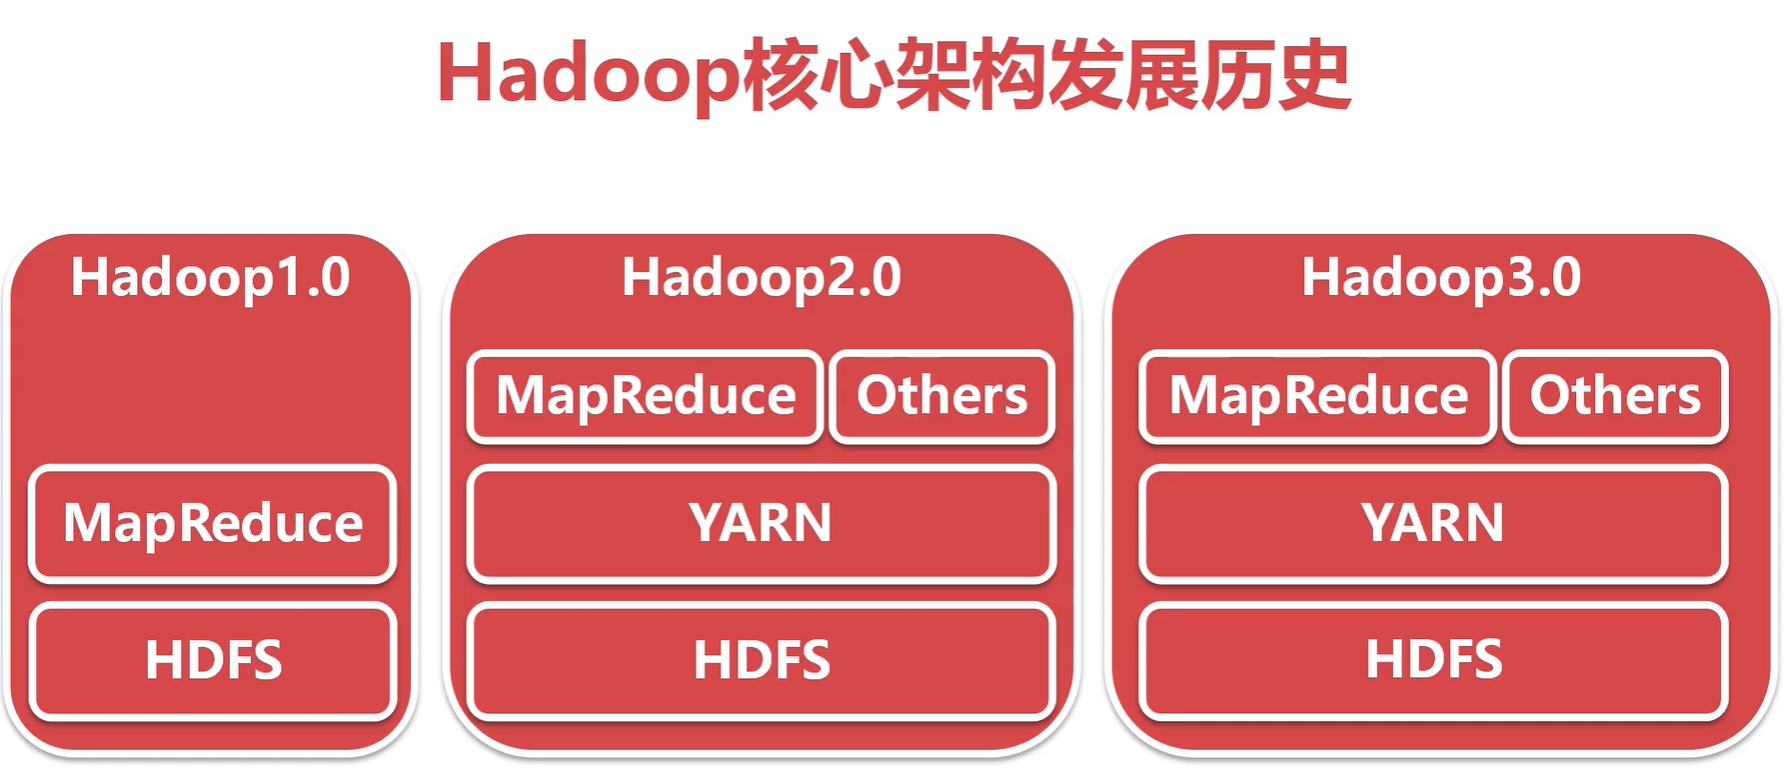 Hadoop核心架构发展历史
Hadoop1.0
MapReduce
HDFS
Hadoop2.0
MapReduce
Others
YARN
HDFS
Hadoop3.0
MapReduce
Others
YARN
HDFS